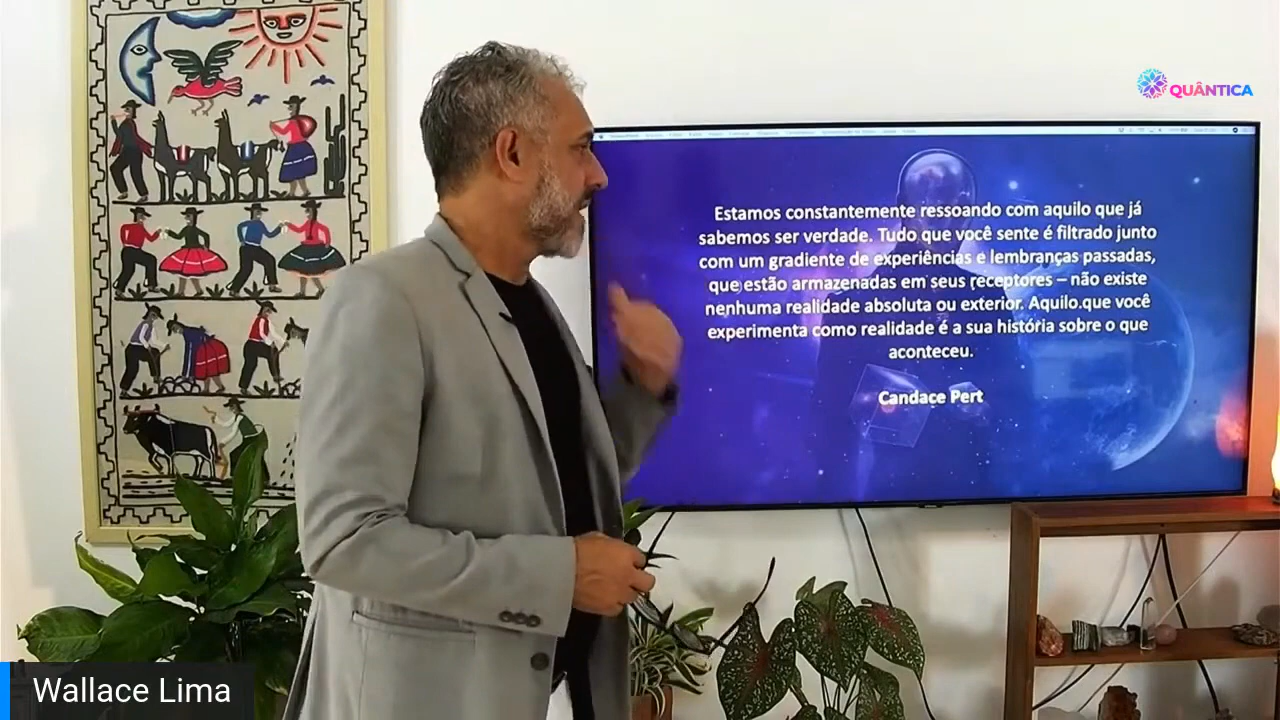 QUÂNTICA
Estamos constantemente ressoando com aquilo que já
sabemos ser verdade. Tudo que você sente é filtrado junto
com um gradiente de experiências e lembranças passadas,
que estão armazenadas em seus receptores – não existe
nenhuma realidade absoluta ou exterior. Aquilo.que você
experimenta como realidade é a sua história sobre o que
aconteceu.
Candace Pert
Wallace Lima